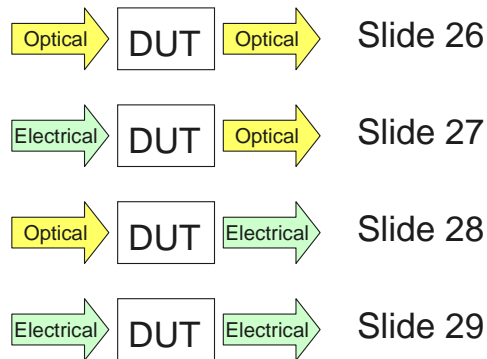 Optical DUT Optical Slide 26
Electrical DUT Optical Slide 27
Optical DUT Electrical Slide 28
Electrical DUT Electrical Slide 29